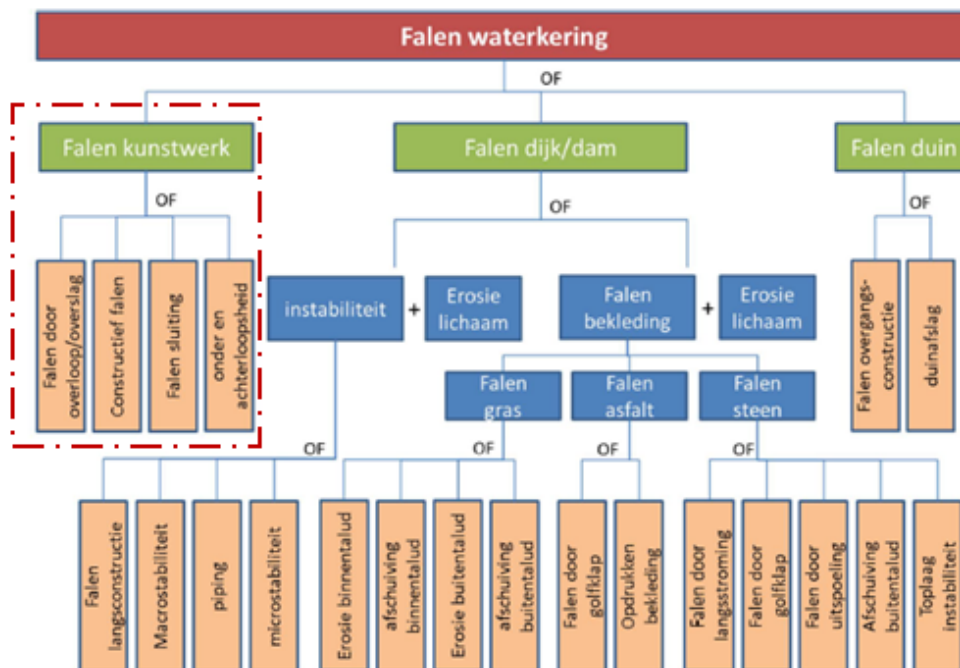 Falen waterkering
OF
Falen kunstwerk
Falen dijk/dam
Falen duin
OF
OF
OF
Falen door
overloop/overslag
Constructief falen
Falen sluiting
onder en
achterloopsheid
instabiliteit
+
Erosie
lichaam
Falen
bekleding
+
Erosie
lichaam
Falen overgangs-
constructie
duinafslag
Falen
gras
Falen
asfalt
Falen
steen
OF
OF
OF
OF
Falen
langsconstructie
Macrostabiliteit
piping
microstabiliteit
Erosie binnentalud
afschuiving
binnentalud
Erosie buitentalud
afschuiving
buitentalud
Falen door
golfklap
Opdrukken
bekleding
Falen door
langsstroming
Falen door
golfklap
Falen door
uitspoeling
Afschuiving
buitentalud
Toplaag
instabiliteit